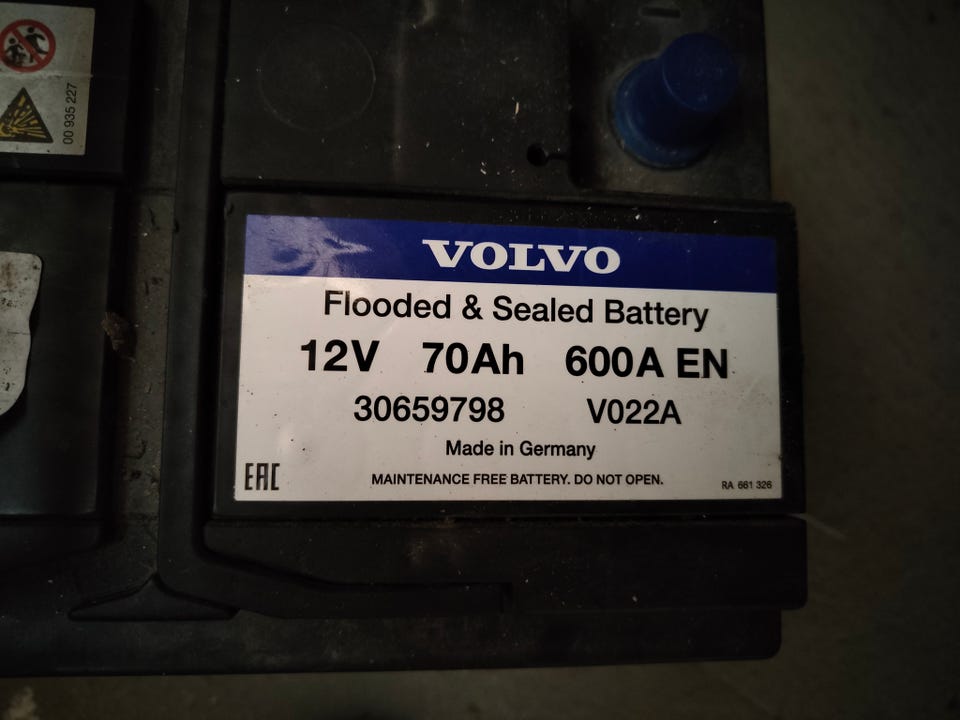 00 935 227
VOLVO
Flooded & Sealed Battery
12V 70Ah 600A EN
30659798 V022A
Made in Germany
EAC MAINTENANCE FREE BATTERY. DO NOT OPEN. RA 661 326